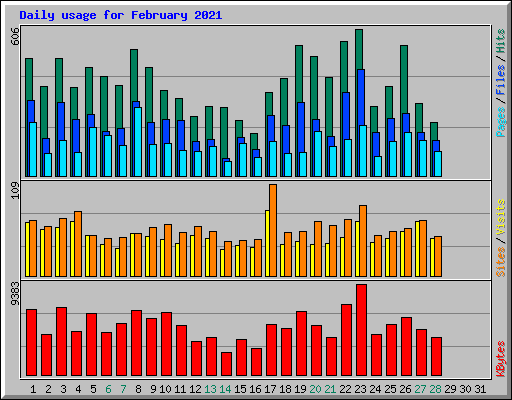 Daily usage for February 2021
606
Pages / Files / Hits
109
Sites / Visits
9383
KBytes
1 2 3 4 5 6 7 8 9 10 11 12 13 14 15 16 17 18 19 20 21 22 23 24 25 26 27 28 29 30 31